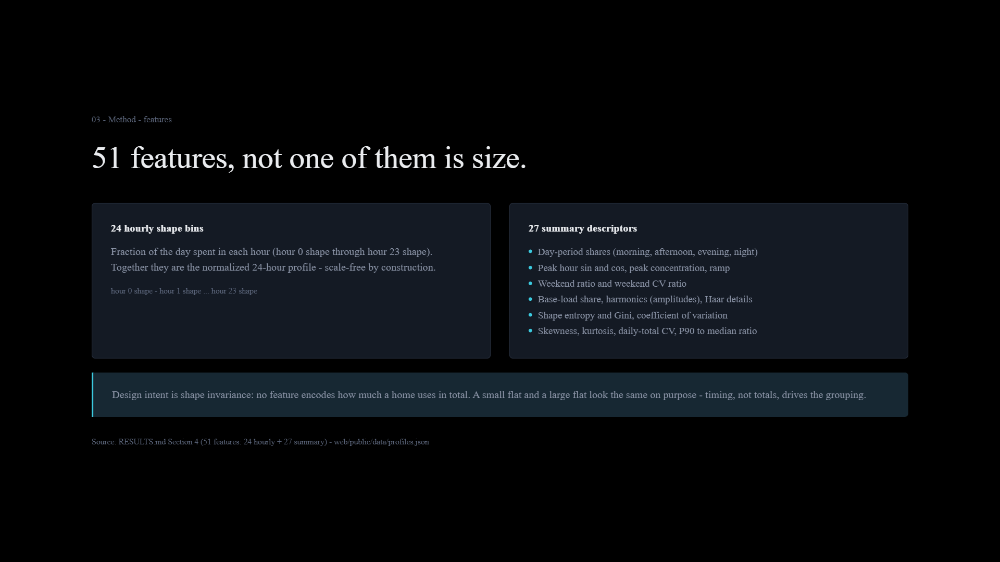 03 - Method - features
51 features, not one of them is size.
24 hourly shape bins
Fraction of the day spent in each hour (hour 0 shape through hour 23 shape).
Together they are the normalized 24-hour profile - scale-free by construction.
hour 0 shape - hour 1 shape ... hour 23 shape
27 summary descriptors
Day-period shares (morning, afternoon, evening, night)
Peak hour sin and cos, peak concentration, ramp
Weekend ratio and weekend CV ratio
Base-load share, harmonics (amplitudes), Haar details
Shape entropy and Gini, coefficient of variation
Skewness, kurtosis, daily-total CV, P90 to median ratio
Design intent is shape invariance: no feature encodes how much a home uses in total. A small flat and a large flat look the same on purpose - timing, not totals, drives the grouping.
Source: RESULTS.md Section 4 (51 features: 24 hourly + 27 summary) - web/public/data/profiles.json